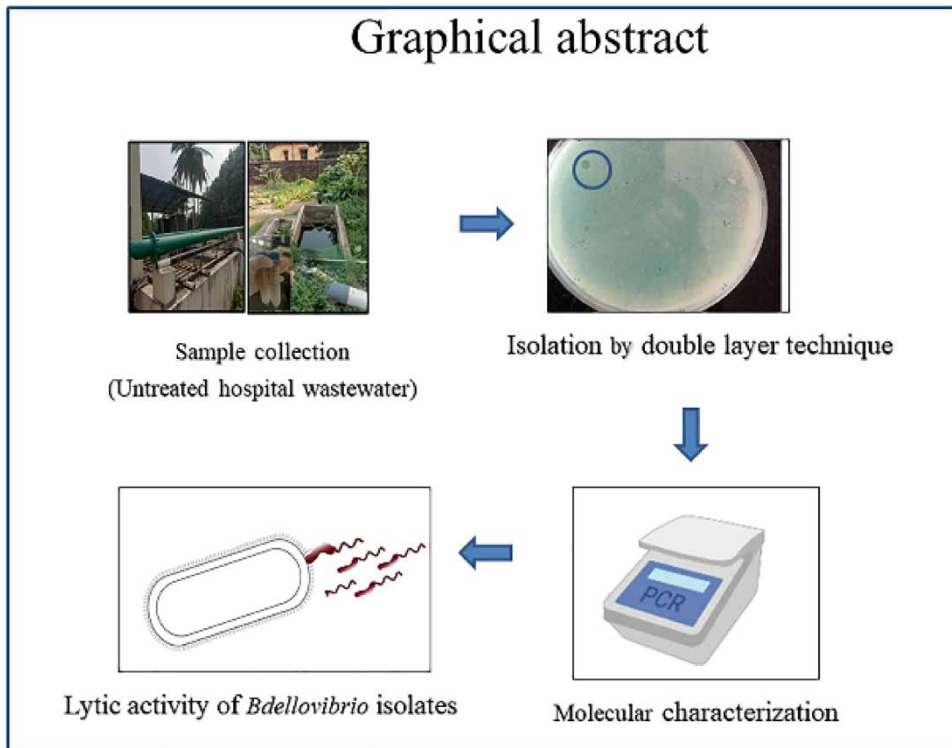 Graphical abstract
Sample collection
(Untreated hospital wastewater)
Isolation by double layer technique
PCR
Molecular characterization
Lytic activity of Bdellovibrio isolates